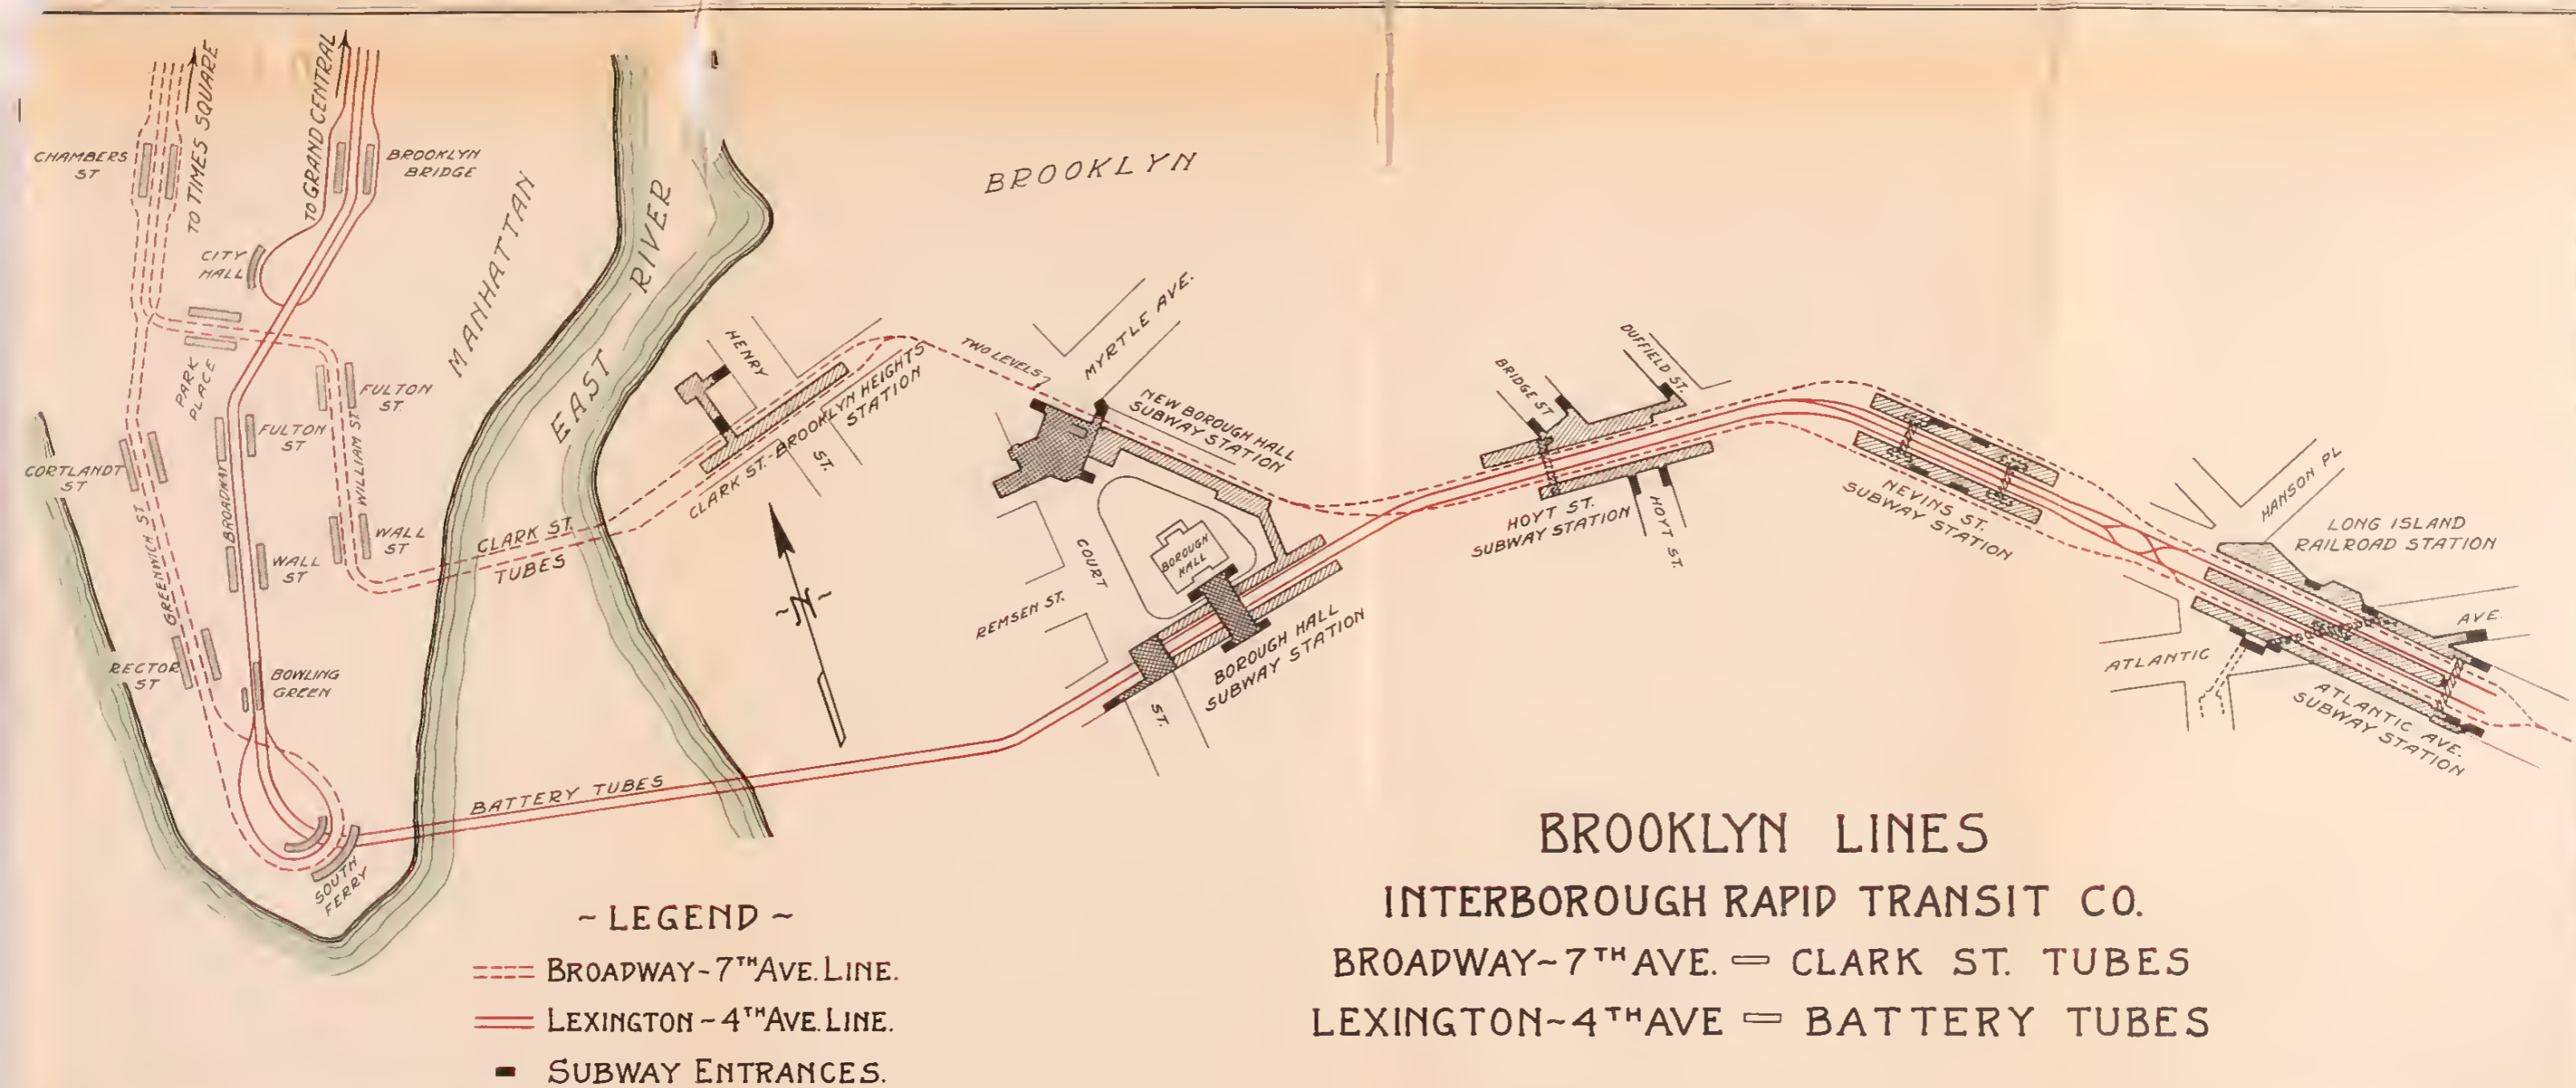 CHAMBERS
ST
TO TIMES SQUARE
TO GRAND CENTRAL
BROOKLYN
BRIDGE
CITY
HALL
PARK
PLACE
FULTON
ST.
FULTON
ST
WILLIAM ST
BROADWAY
CORTLANDT
ST
GREENWICH ST
WALL
ST
WALL
ST
RECTOR
ST
BOWLING
GREEN
SOUTH
FERRY
MANHATTAN
EAST
RIVER
BROOKLYN
CLARK ST.
TUBES
BATTERY TUBES
HENRY
ST.
CLARK ST.-BROOKLYN HEIGHTS
STATION
TWO LEVELS
MYRTLE AVE.
NEW BOROUGH HALL
SUBWAY STATION
~N~
COURT
ST.
REMSEN ST.
BOROUGH
HALL
BOROUGH HALL
SUBWAY STATION
BRIDGE ST
DUFFIELD ST.
HOYT ST.
SUBWAY STATION
HOYT ST.
NEVINS ST.
SUBWAY STATION
HANSON PL
LONG ISLAND
RAILROAD STATION
ATLANTIC
AVE.
ATLANTIC AVE.
SUBWAY STATION
~LEGEND~
BROADWAY-7TH AVE. LINE.
LEXINGTON-4TH AVE. LINE.
SUBWAY ENTRANCES.
BROOKLYN LINES
INTERBOROUGH RAPID TRANSIT CO.
BROADWAY~7TH AVE. = CLARK ST. TUBES
LEXINGTON~4TH AVE = BATTERY TUBES